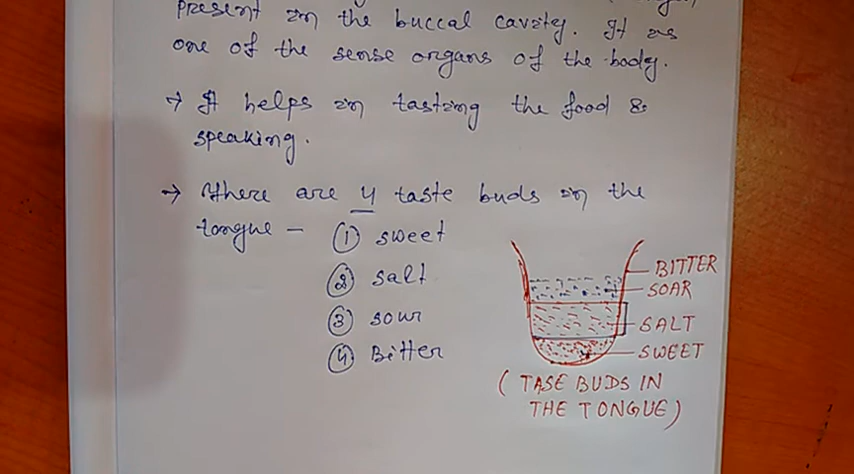 present in the buccal cavity. It is
one of the sense organs of the body.
→ It helps in tasting the food &
speaking.
→ There are 4 taste buds in the
tongue — ① sweet
② salt
③ sour
④ Bitter
BITTER
SOAR
SALT
SWEET
(TASE BUDS IN
THE TONGUE)